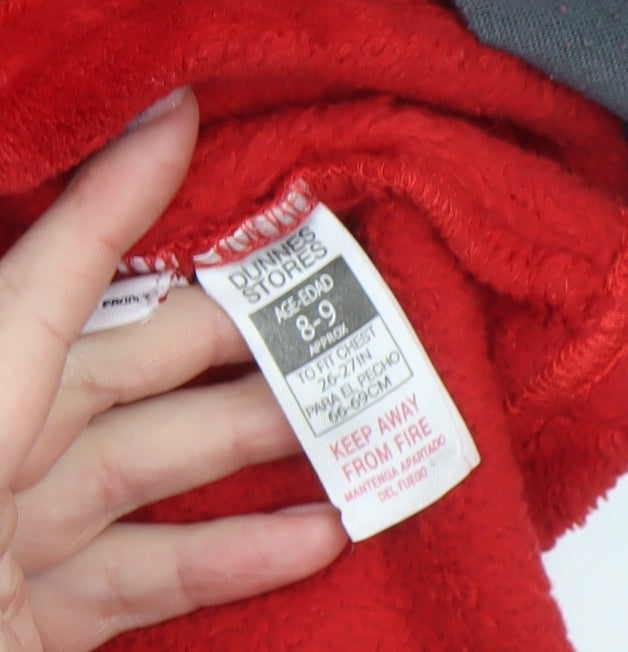 DUNNES
STORES
AGE-EDAD
8-9
APPROX
TO FIT CHEST
26-27IN
PARA EL PECHO
66-69CM
KEEP AWAY
FROM FIRE
MANTENGA APARTADO
DEL FUEGO